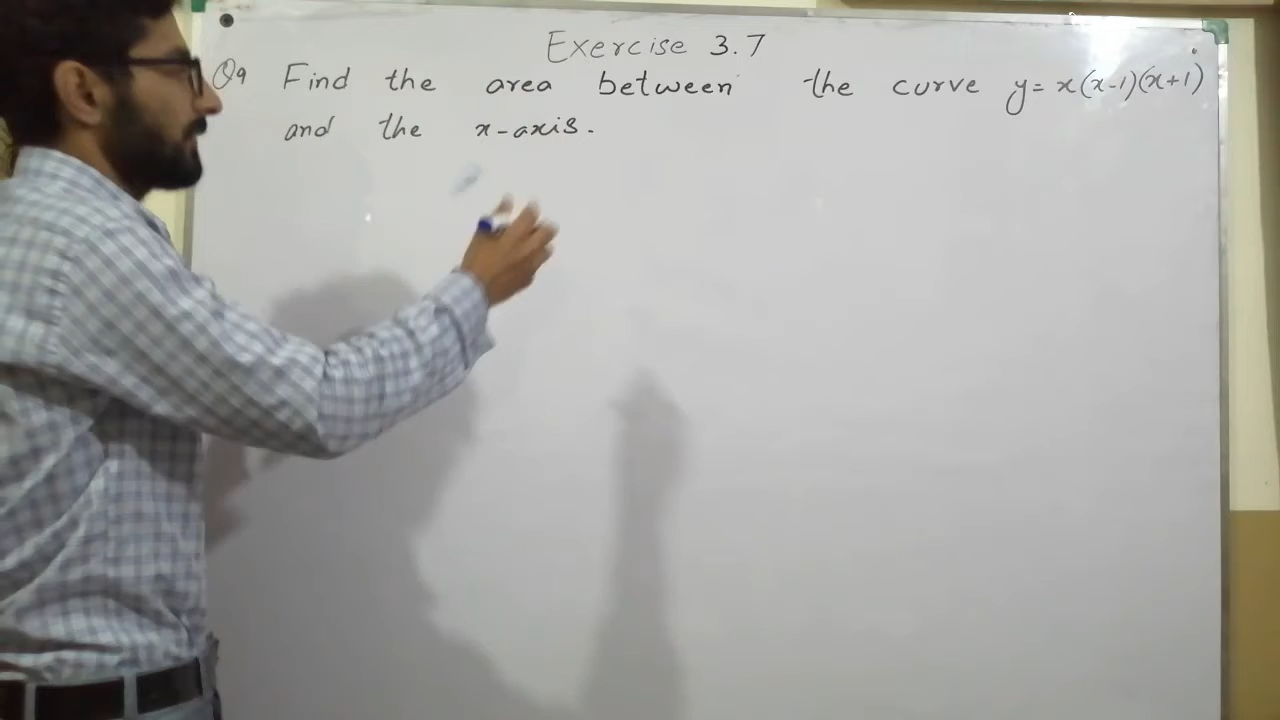 Exercise 3.7
Q9 Find the area between the curve y= x(x-1)(x+1)
and the x-axis.